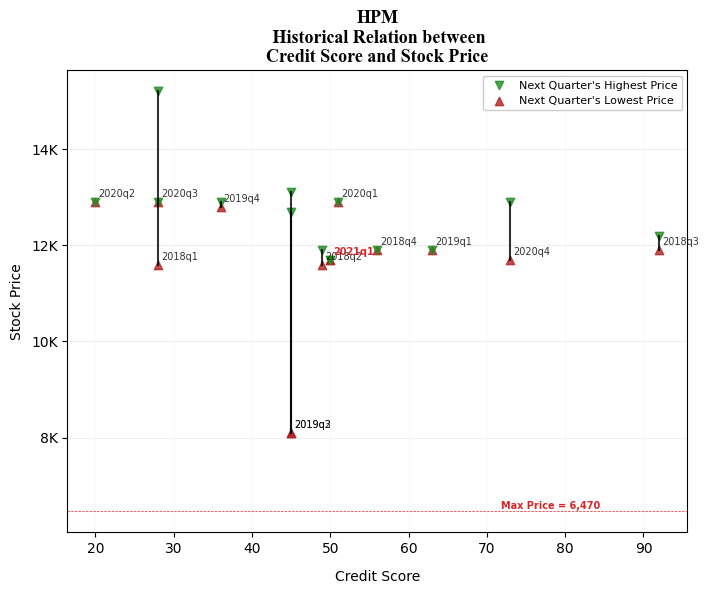 HPM
Historical Relation between
Credit Score and Stock Price
Next Quarter's Highest Price
Next Quarter's Lowest Price
14K
12K
10K
8K
Stock Price
2020q2
2020q3
2019q4
2020q1
2018q1
2018q2
2021q1
2018q4
2019q1
2020q4
2018q3
Max Price = 6,470
20
30
40
50
60
70
80
90
Credit Score